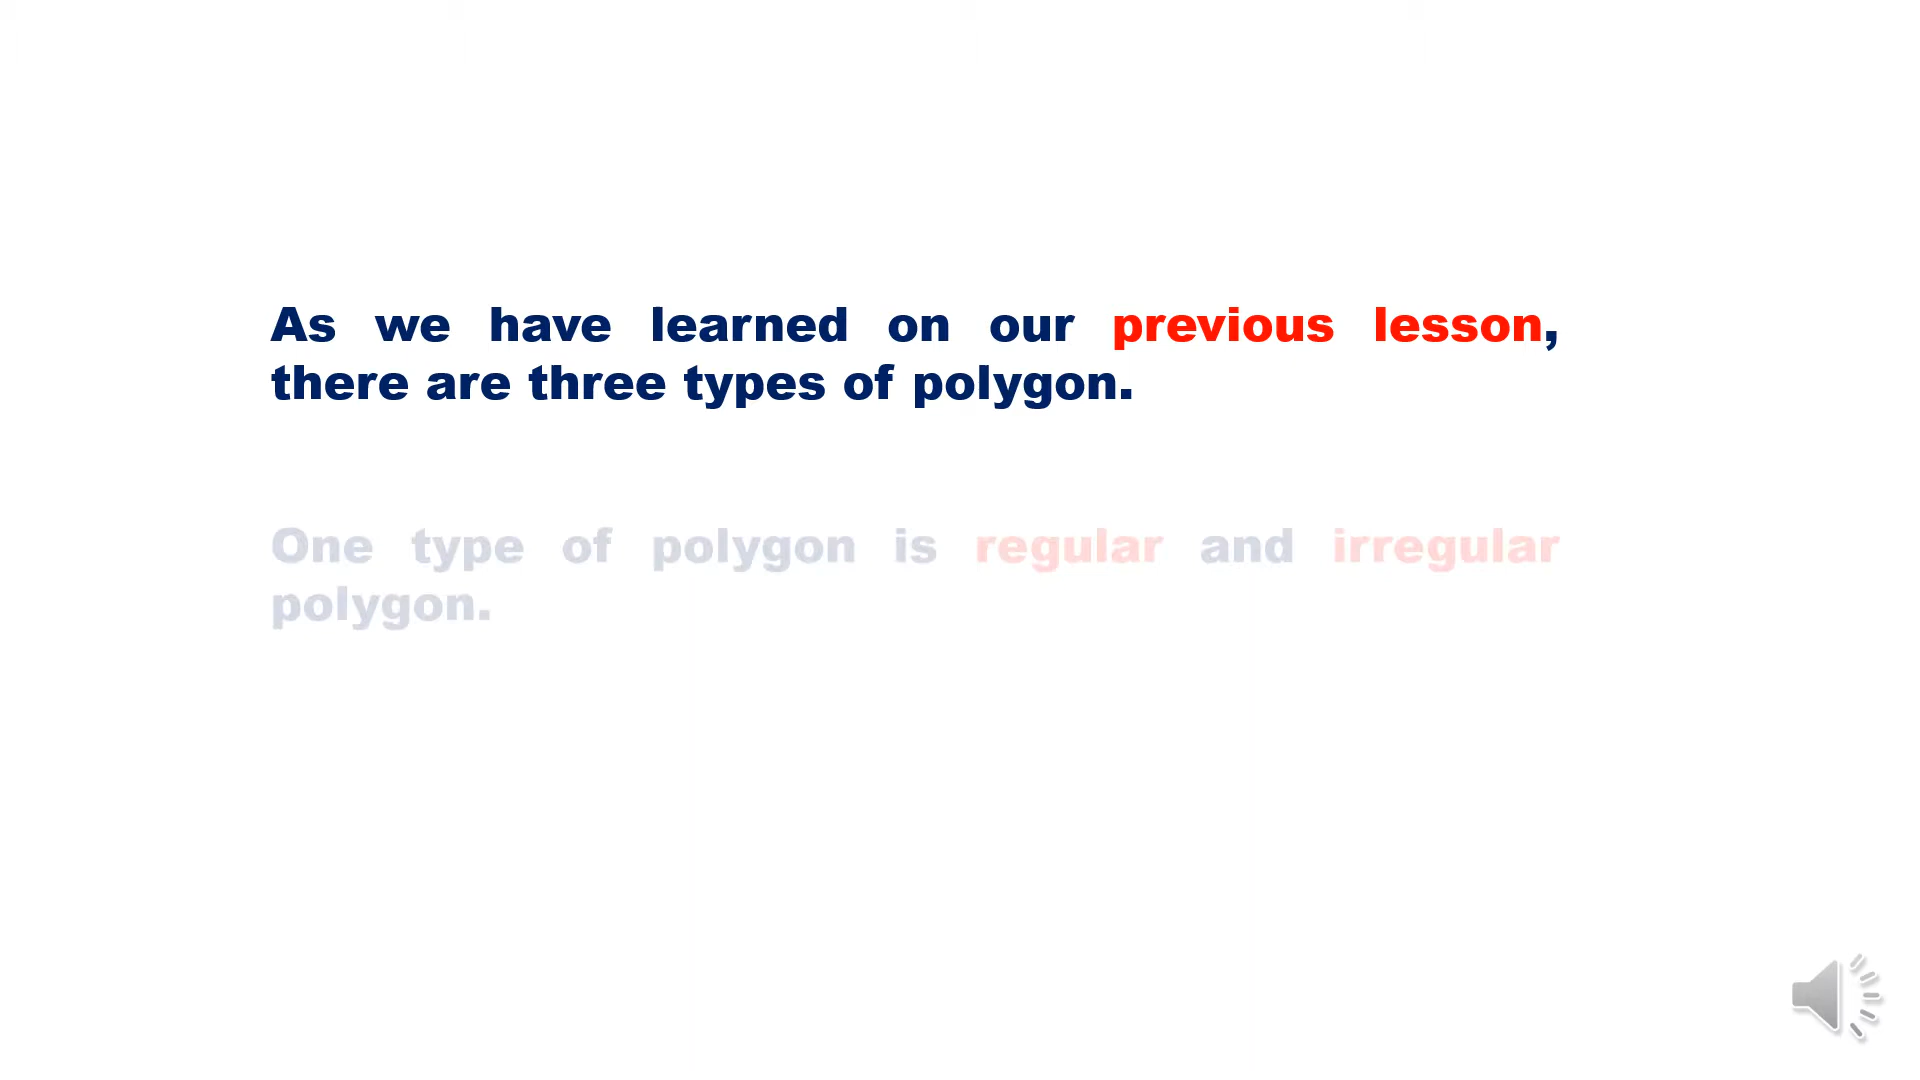 As we have learned on our previous lesson,
there are three types of polygon.
One type of polygon is regular and irregular
polygon.